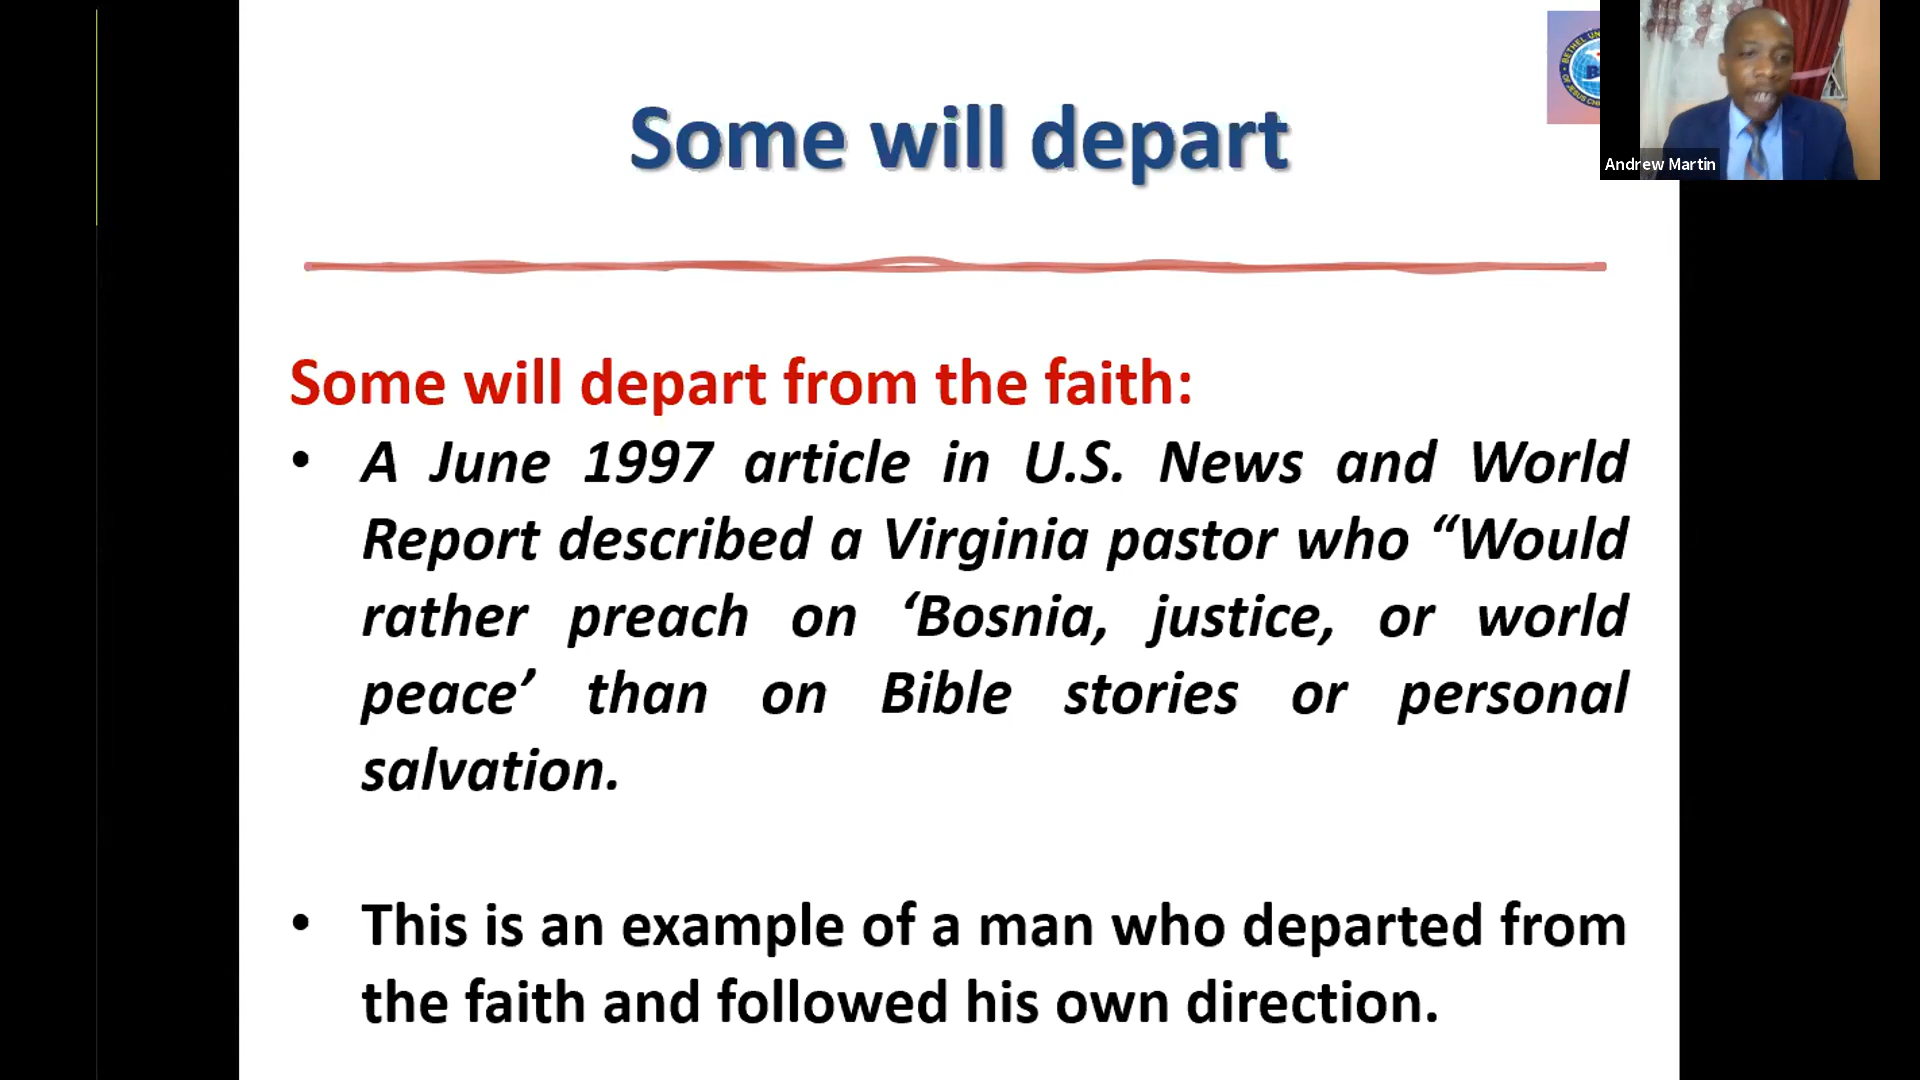 Some will depart
BETHEL
Andrew Martin
Some will depart from the faith:
• A June 1997 article in U.S. News and World
Report described a Virginia pastor who “Would
rather preach on ‘Bosnia, justice, or world
peace’ than on Bible stories or personal
salvation.
• This is an example of a man who departed from
the faith and followed his own direction.